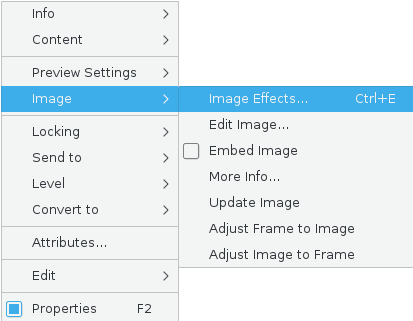 Info
Content
Preview Settings
Image
Locking
Send to
Level
Convert to
Attributes...
Edit
Properties F2
Image Effects... Ctrl+E
Edit Image...
Embed Image
More Info...
Update Image
Adjust Frame to Image
Adjust Image to Frame